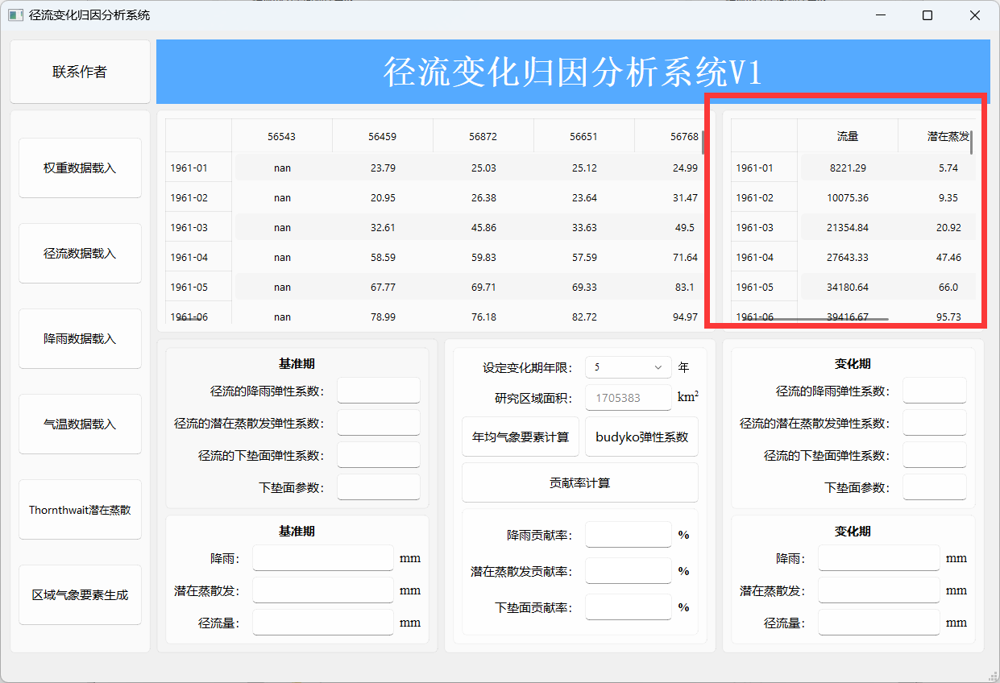 径流变化归因分析系统
联系作者
径流变化归因分析系统V1
权重数据载入
径流数据载入
降雨数据载入
气温数据载入
Thornthwait潜在蒸散
区域气象要素生成
56543 56459 56872 56651 56768
1961-01 nan 23.79 25.03 25.12 24.99
1961-02 nan 20.95 26.38 23.64 31.47
1961-03 nan 32.61 45.86 33.63 49.5
1961-04 nan 58.59 59.83 57.59 71.64
1961-05 nan 67.77 69.71 69.33 83.1
1961-06 nan 78.99 76.18 82.72 94.97
流量 潜在蒸发
1961-01 8221.29 5.74
1961-02 10075.36 9.35
1961-03 21354.84 20.92
1961-04 27643.33 47.46
1961-05 34180.64 66.0
1961-06 39416.67 95.73
基准期
径流的降雨弹性系数：
径流的潜在蒸散发弹性系数：
径流的下垫面弹性系数：
下垫面参数：
基准期
降雨： mm
潜在蒸散发： mm
径流量： mm
设定变化期年限： 5 年
研究区域面积： 1705383 km²
年均气象要素计算 budyko弹性系数
贡献率计算
降雨贡献率： %
潜在蒸散发贡献率： %
下垫面贡献率： %
变化期
径流的降雨弹性系数：
径流的潜在蒸散发弹性系数：
径流的下垫面弹性系数：
下垫面参数：
变化期
降雨： mm
潜在蒸散发： mm
径流量： mm